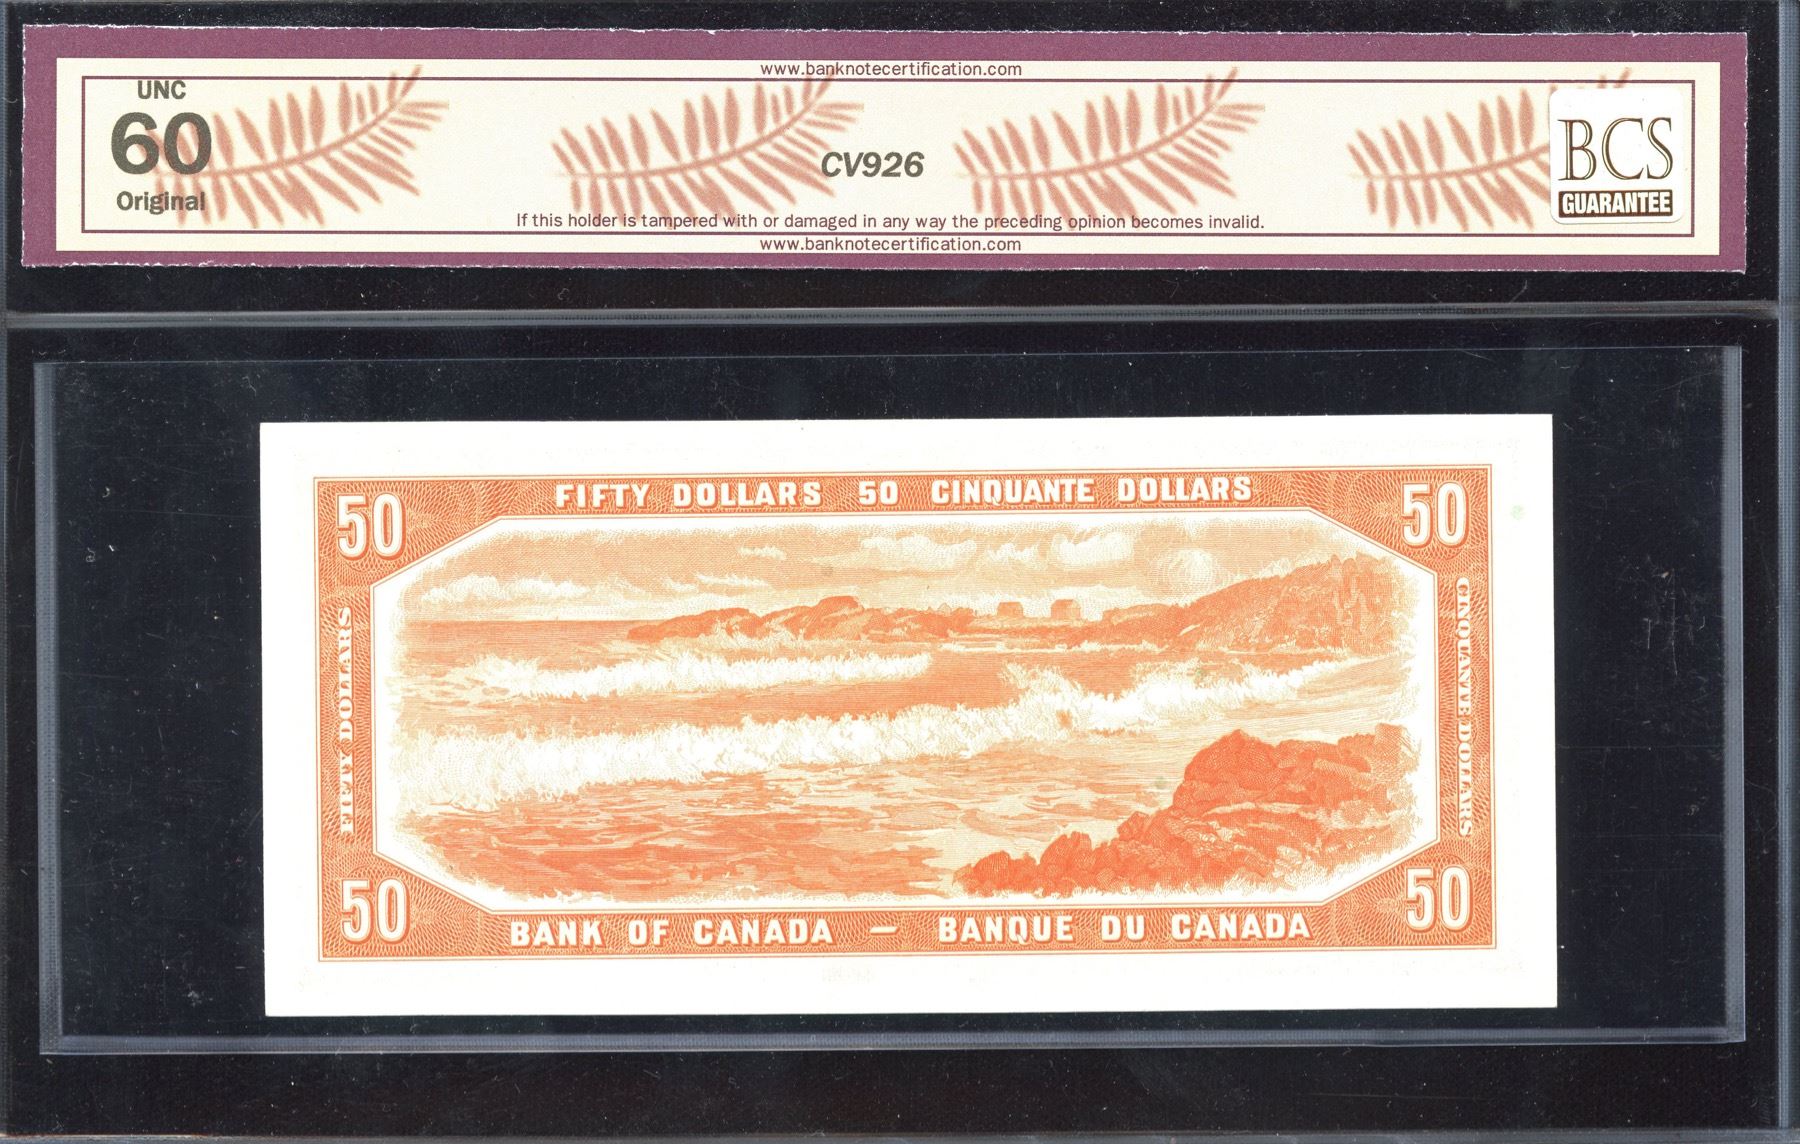 www.banknotecertification.com
UNC
60
Original
CV926
BCS
GUARANTEE
If this holder is tampered with or damaged in any way the preceding opinion becomes invalid.
www.banknotecertification.com
50
FIFTY DOLLARS 50 CINQUANTE DOLLARS
50
FIFTY DOLLARS
CINQUANTE DOLLARS
50
BANK OF CANADA — BANQUE DU CANADA
50